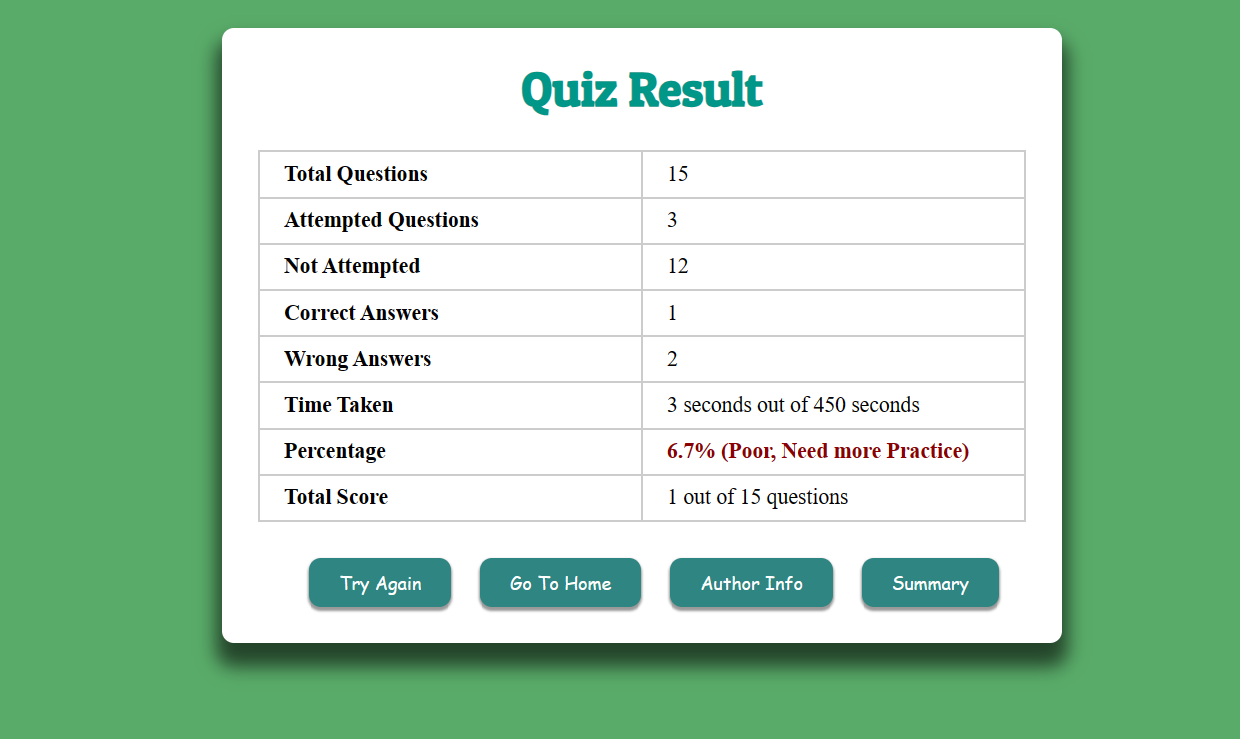 Quiz Result
Total Questions 15
Attempted Questions 3
Not Attempted 12
Correct Answers 1
Wrong Answers 2
Time Taken 3 seconds out of 450 seconds
Percentage 6.7% (Poor, Need more Practice)
Total Score 1 out of 15 questions
Try Again Go To Home Author Info Summary